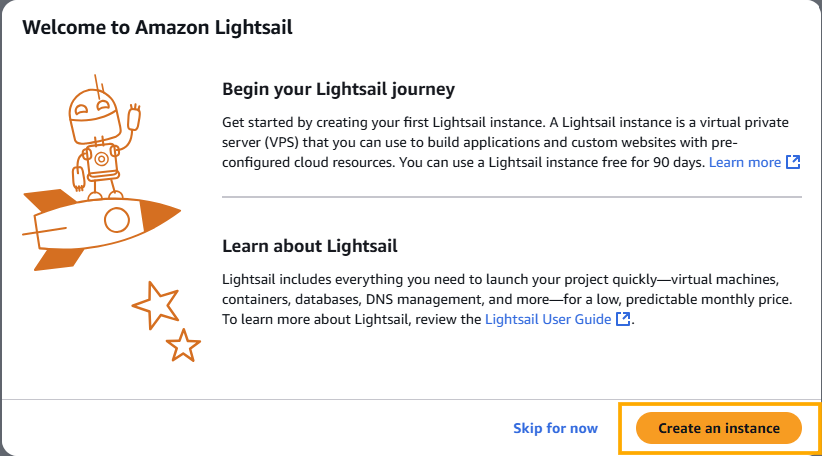 Welcome to Amazon Lightsail
Begin your Lightsail journey
Get started by creating your first Lightsail instance. A Lightsail instance is a virtual private
server (VPS) that you can use to build applications and custom websites with pre-
configured cloud resources. You can use a Lightsail instance free for 90 days. Learn more
Learn about Lightsail
Lightsail includes everything you need to launch your project quickly—virtual machines,
containers, databases, DNS management, and more—for a low, predictable monthly price.
To learn more about Lightsail, review the Lightsail User Guide.
Skip for now
Create an instance